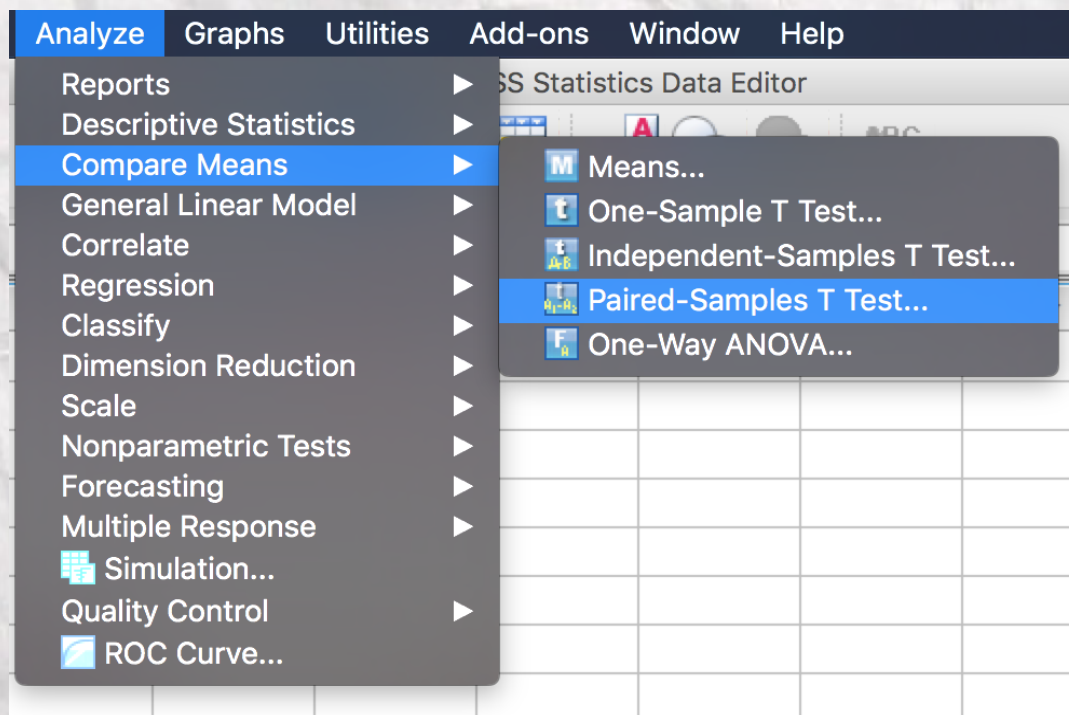 Analyze Graphs Utilities Add-ons Window Help
SS Statistics Data Editor
Reports
Descriptive Statistics
Compare Means
General Linear Model
Correlate
Regression
Classify
Dimension Reduction
Scale
Nonparametric Tests
Forecasting
Multiple Response
Simulation...
Quality Control
ROC Curve...
A
M Means...
t One-Sample T Test...
t A-B Independent-Samples T Test...
t A₁-A₂ Paired-Samples T Test...
F A One-Way ANOVA...